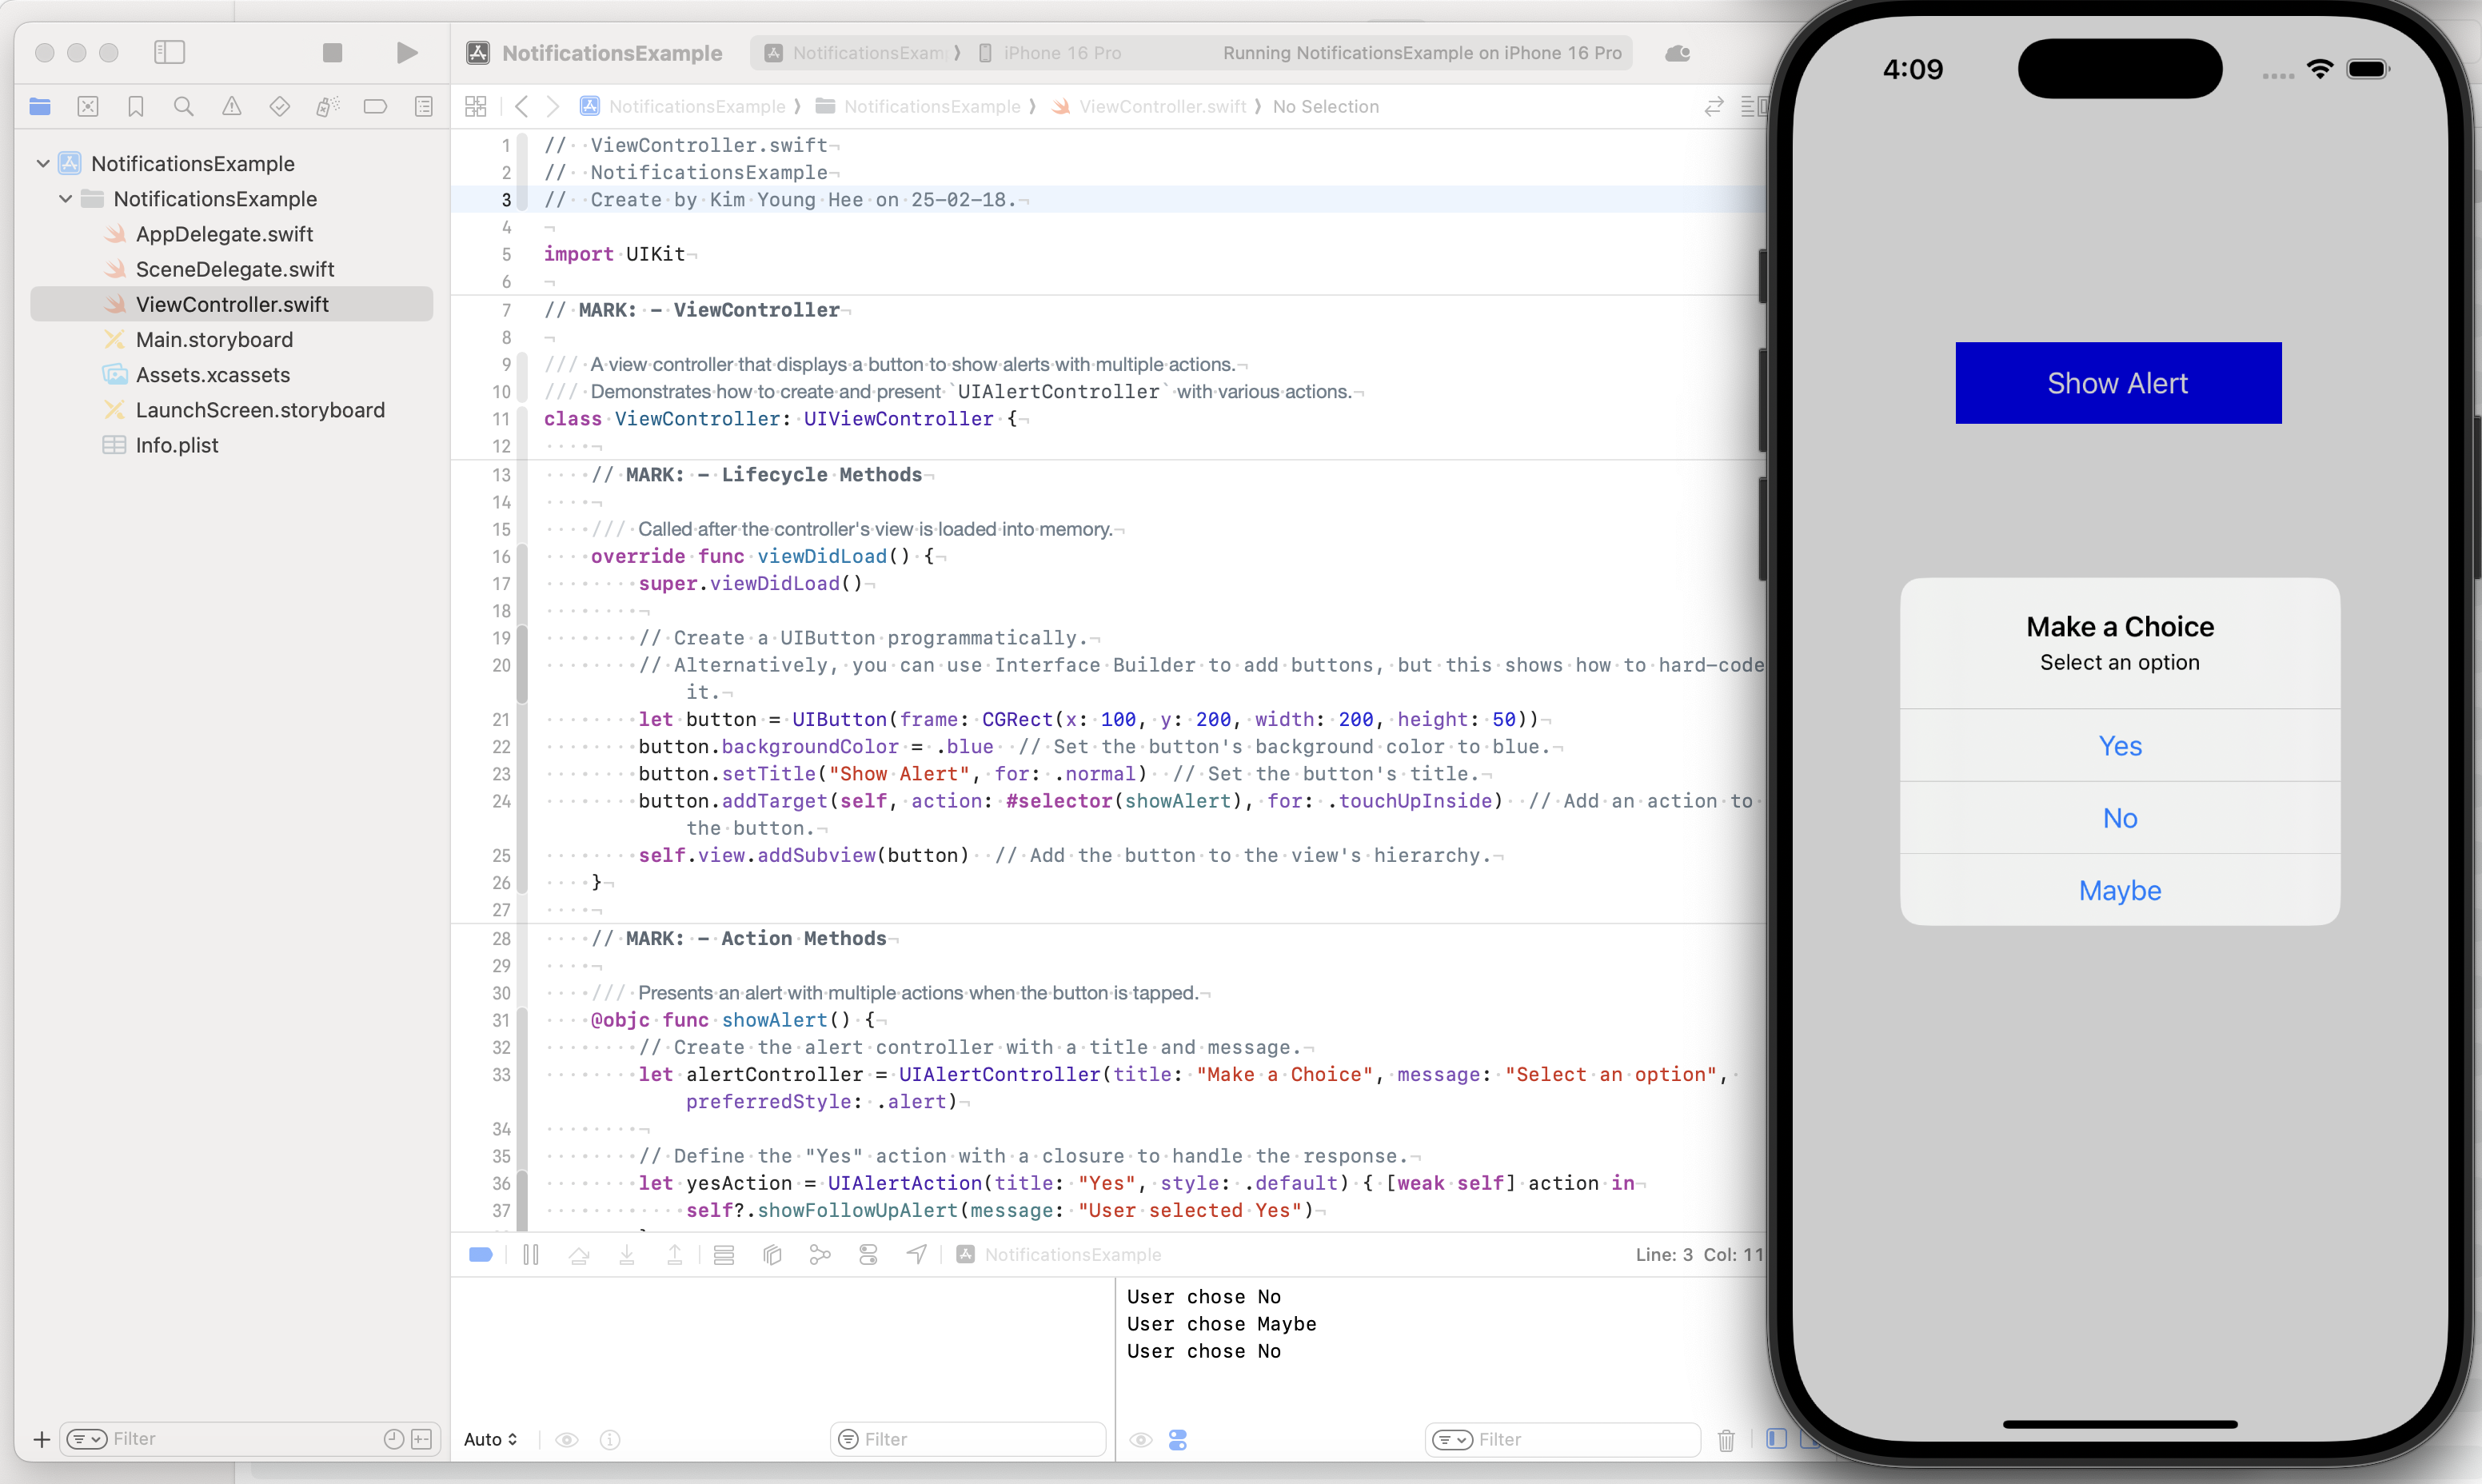 NotificationsExample
NotificationsExam
iPhone 16 Pro
Running NotificationsExample on iPhone 16 Pro
NotificationsExample
NotificationsExample
ViewController.swift
No Selection
NotificationsExample
NotificationsExample
AppDelegate.swift
SceneDelegate.swift
ViewController.swift
Main.storyboard
Assets.xcassets
LaunchScreen.storyboard
Info.plist
Filter
1 // ViewController.swift
2 // NotificationsExample
3 // Create by Kim Young Hee on 25-02-18.
4
5 import UIKit
6
7 // MARK: - ViewController
8
9 /// A view controller that displays a button to show alerts with multiple actions.
10 /// Demonstrates how to create and present `UIAlertController` with various actions.
11 class ViewController: UIViewController {
12
13 // MARK: - Lifecycle Methods
14
15 /// Called after the controller's view is loaded into memory.
16 override func viewDidLoad() {
17 super.viewDidLoad()
18
19 // Create a UIButton programmatically.
20 // Alternatively, you can use Interface Builder to add buttons, but this shows how to hard-code
it.
21 let button = UIButton(frame: CGRect(x: 100, y: 200, width: 200, height: 50))
22 button.backgroundColor = .blue // Set the button's background color to blue.
23 button.setTitle("Show Alert", for: .normal) // Set the button's title.
24 button.addTarget(self, action: #selector(showAlert), for: .touchUpInside) // Add an action to
the button.
25 self.view.addSubview(button) // Add the button to the view's hierarchy.
26 }
27
28 // MARK: - Action Methods
29
30 /// Presents an alert with multiple actions when the button is tapped.
31 @objc func showAlert() {
32 // Create the alert controller with a title and message.
33 let alertController = UIAlertController(title: "Make a Choice", message: "Select an option",
preferredStyle: .alert)
34
35 // Define the "Yes" action with a closure to handle the response.
36 let yesAction = UIAlertAction(title: "Yes", style: .default) { [weak self] action in
37 self?.showFollowUpAlert(message: "User selected Yes")
NotificationsExample
Line: 3 Col: 11
Auto
Filter
User chose No
User chose Maybe
User chose No
Filter
4:09
Show Alert
Make a Choice
Select an option
Yes
No
Maybe